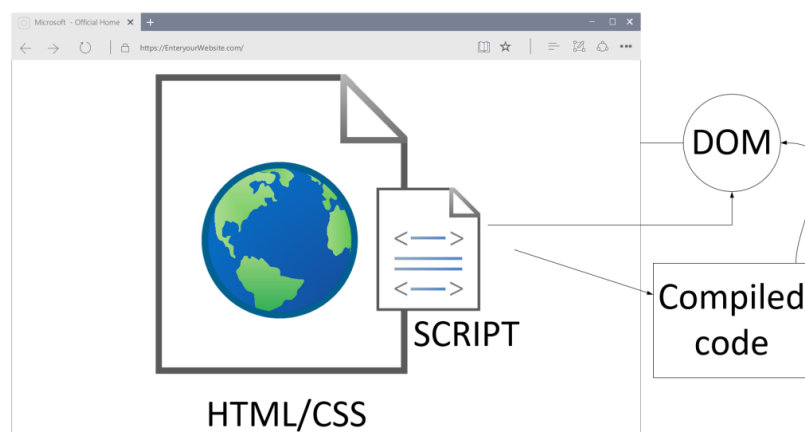 Microsoft - Official Home
https://EnteryourWebsite.com/
DOM
Compiled
code
SCRIPT
HTML/CSS